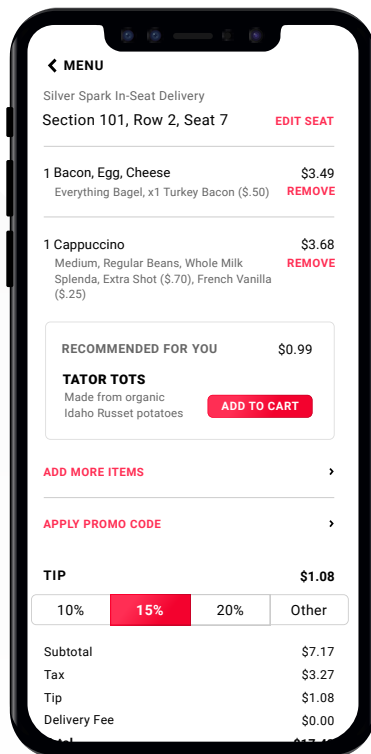 MENU
Silver Spark In-Seat Delivery
Section 101, Row 2, Seat 7 EDIT SEAT
1 Bacon, Egg, Cheese $3.49
Everything Bagel, x1 Turkey Bacon ($.50) REMOVE
1 Cappuccino $3.68
Medium, Regular Beans, Whole Milk REMOVE
Splenda, Extra Shot ($.70), French Vanilla
($.25)
RECOMMENDED FOR YOU $0.99
TATOR TOTS
Made from organic
Idaho Russet potatoes
ADD TO CART
ADD MORE ITEMS
APPLY PROMO CODE
TIP $1.08
10% 15% 20% Other
Subtotal $7.17
Tax $3.27
Tip $1.08
Delivery Fee $0.00